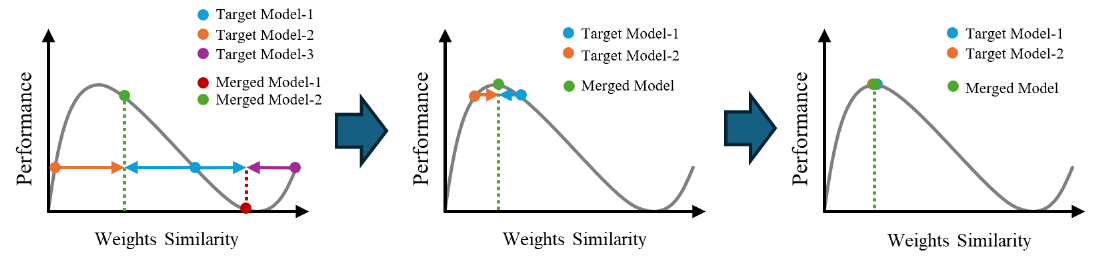 Target Model-1
Target Model-2
Target Model-3
Merged Model-1
Merged Model-2
Performance
Weights Similarity
Target Model-1
Target Model-2
Merged Model
Performance
Weights Similarity
Target Model-1
Target Model-2
Merged Model
Performance
Weights Similarity